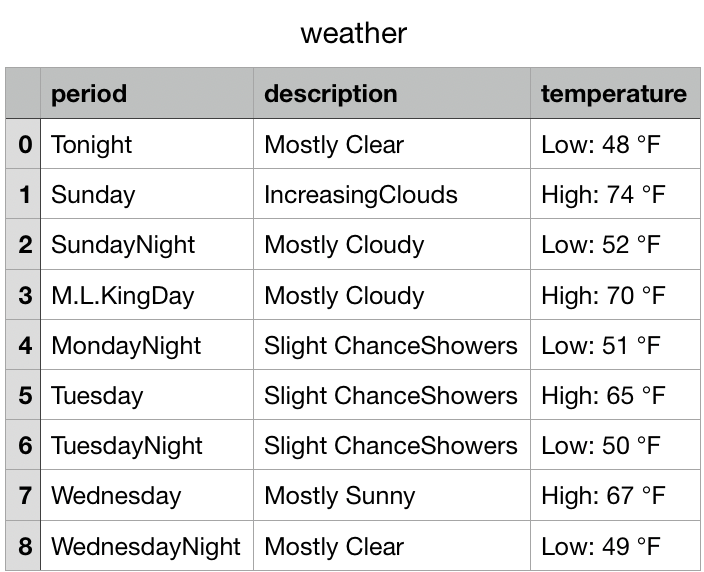 weather
period description temperature
0 Tonight Mostly Clear Low: 48 °F
1 Sunday IncreasingClouds High: 74 °F
2 SundayNight Mostly Cloudy Low: 52 °F
3 M.L.KingDay Mostly Cloudy High: 70 °F
4 MondayNight Slight ChanceShowers Low: 51 °F
5 Tuesday Slight ChanceShowers High: 65 °F
6 TuesdayNight Slight ChanceShowers Low: 50 °F
7 Wednesday Mostly Sunny High: 67 °F
8 WednesdayNight Mostly Clear Low: 49 °F